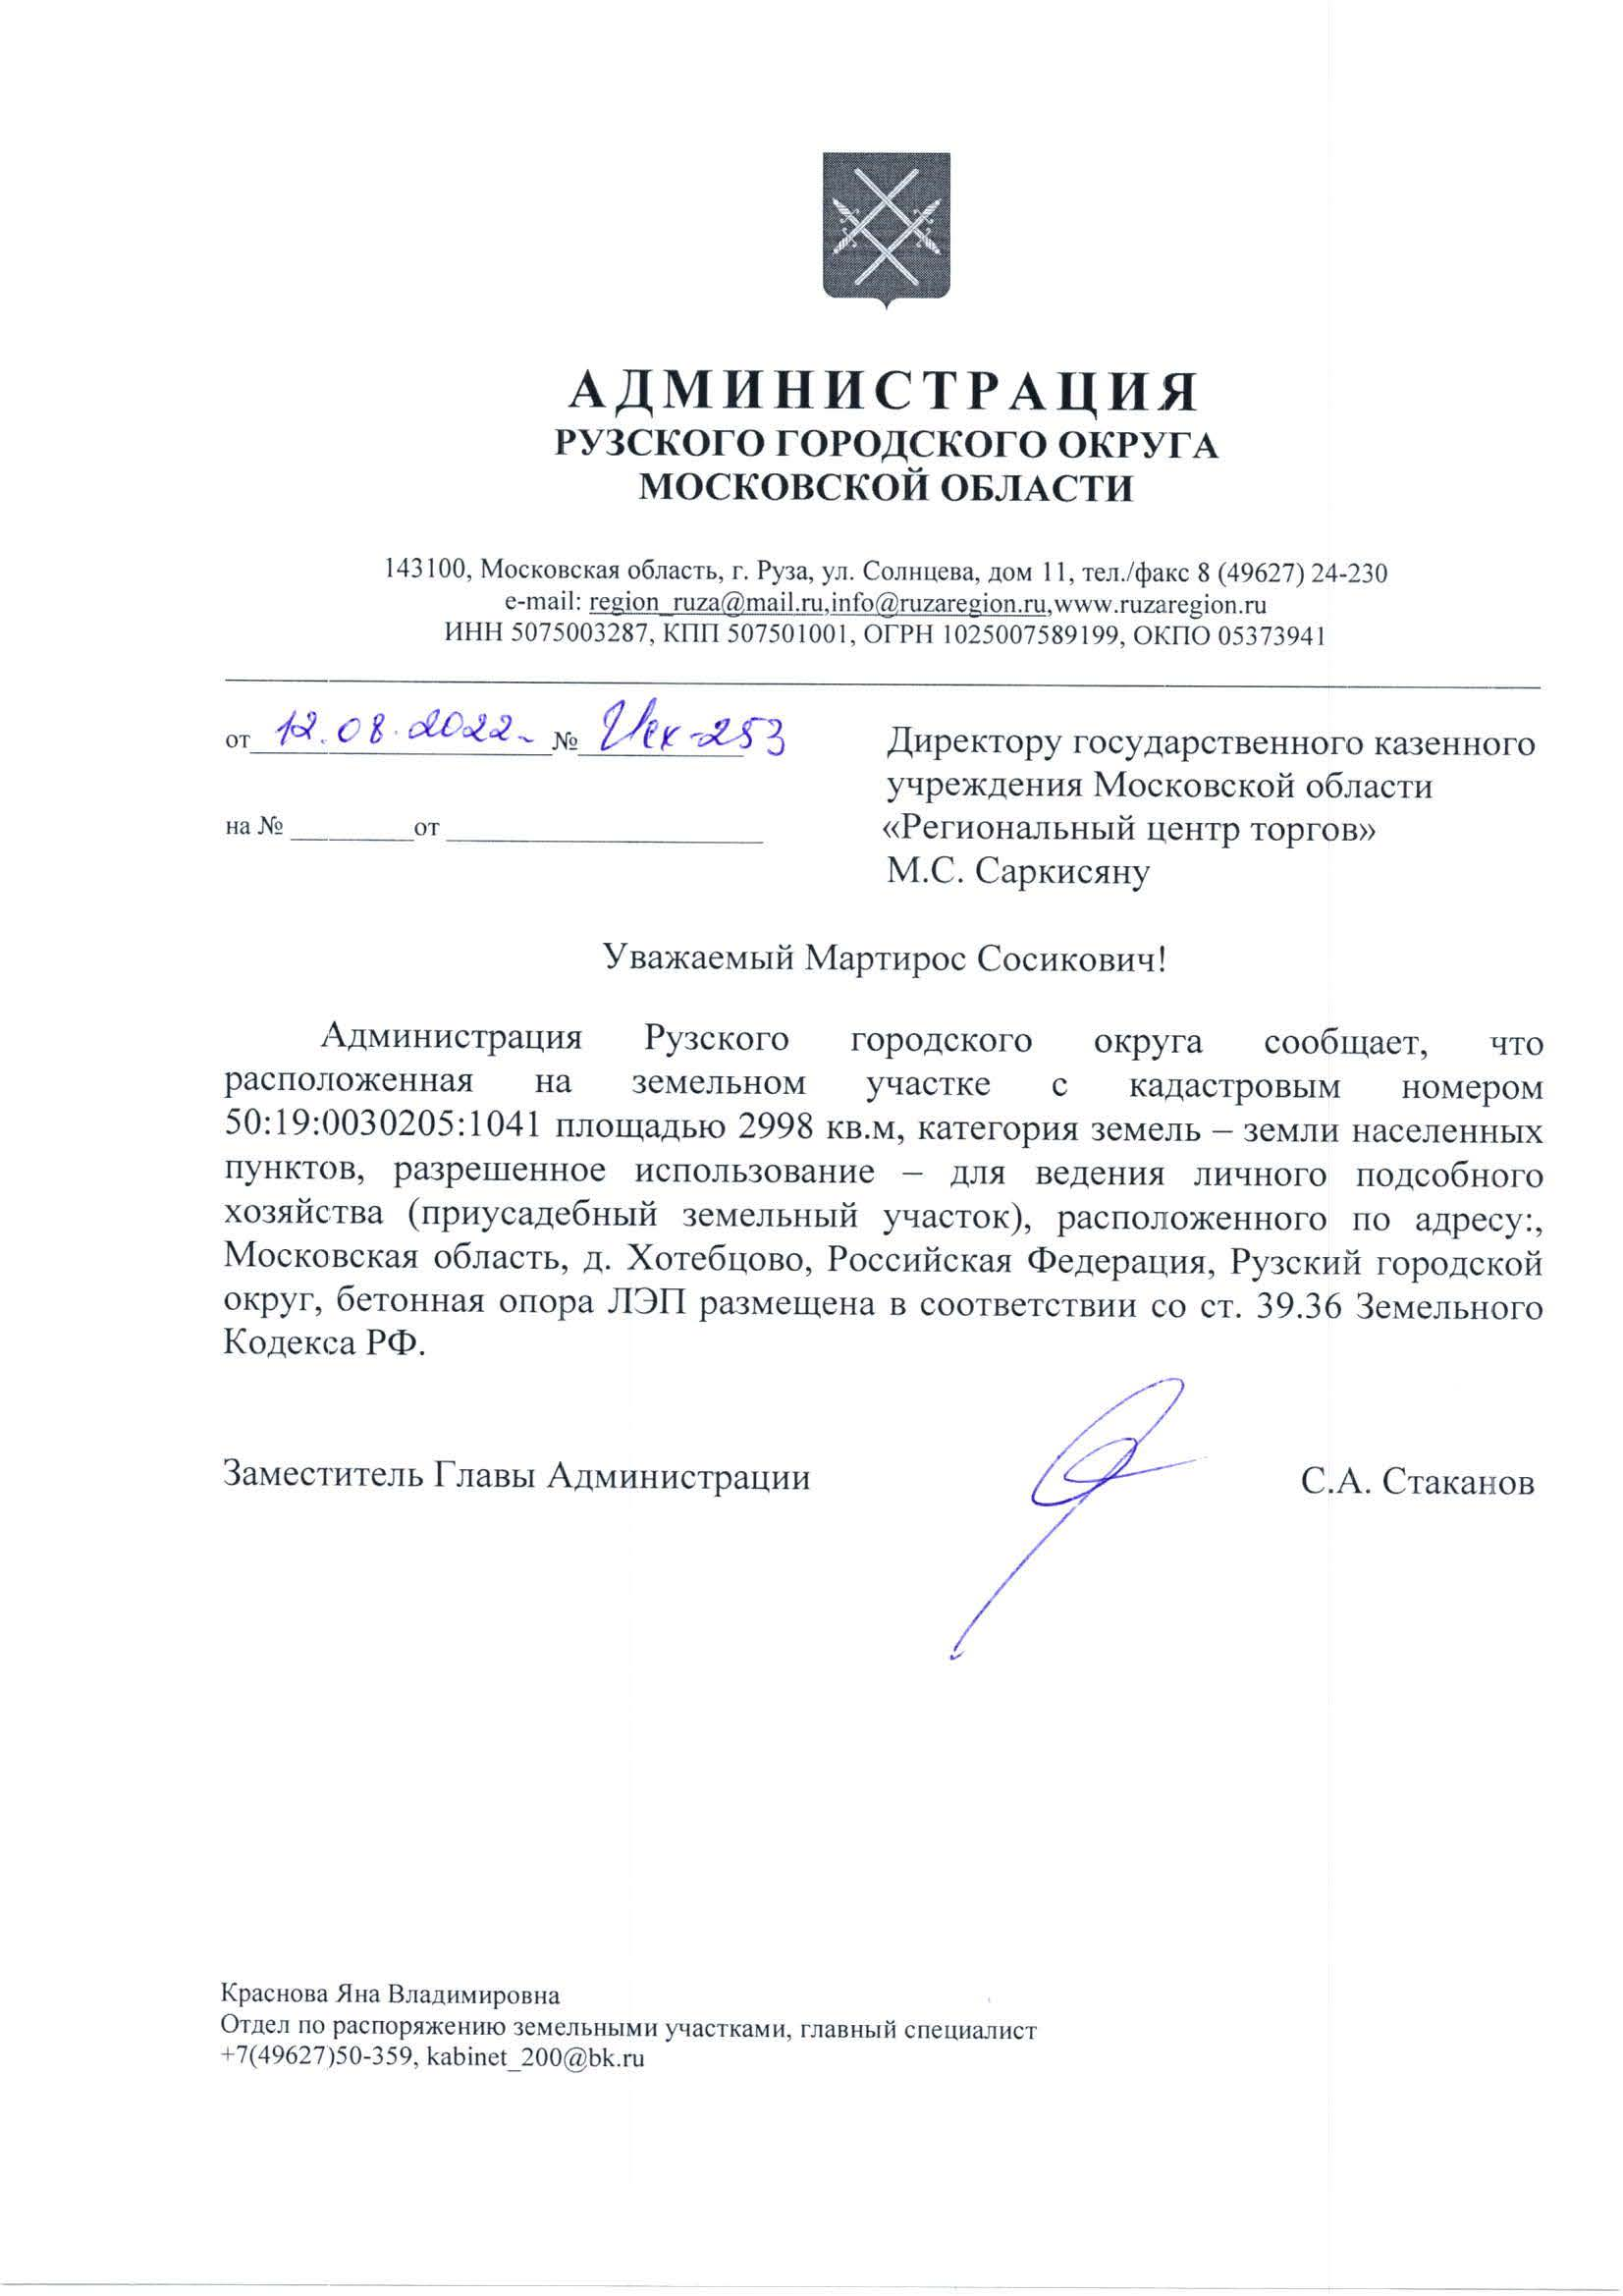 АДМИНИСТРАЦИЯ
РУЗСКОГО ГОРОДСКОГО ОКРУГА
МОСКОВСКОЙ ОБЛАСТИ
143100, Московская область, г. Руза, ул. Солнцева, дом 11, тел./факс 8 (49627) 24-230
e-mail: region_ruza@mail.ru,info@ruzaregion.ru,www.ruzaregion.ru
ИНН 5075003287, КПП 507501001, ОГРН 1025007589199, ОКПО 05373941
от 12.08.2022 № Исх-253
на № _________ от _______________________
Директору государственного казенного
учреждения Московской области
«Региональный центр торгов»
М.С. Саркисяну
Уважаемый Мартирос Сосикович!
Администрация Рузского городского округа сообщает, что
расположенная на земельном участке с кадастровым номером
50:19:0030205:1041 площадью 2998 кв.м, категория земель – земли населенных
пунктов, разрешенное использование – для ведения личного подсобного
хозяйства (приусадебный земельный участок), расположенного по адресу:,
Московская область, д. Хотебцово, Российская Федерация, Рузский городской
округ, бетонная опора ЛЭП размещена в соответствии со ст. 39.36 Земельного
Кодекса РФ.
Заместитель Главы Администрации С.А. Стаканов
Краснова Яна Владимировна
Отдел по распоряжению земельными участками, главный специалист
+7(49627)50-359, kabinet_200@bk.ru